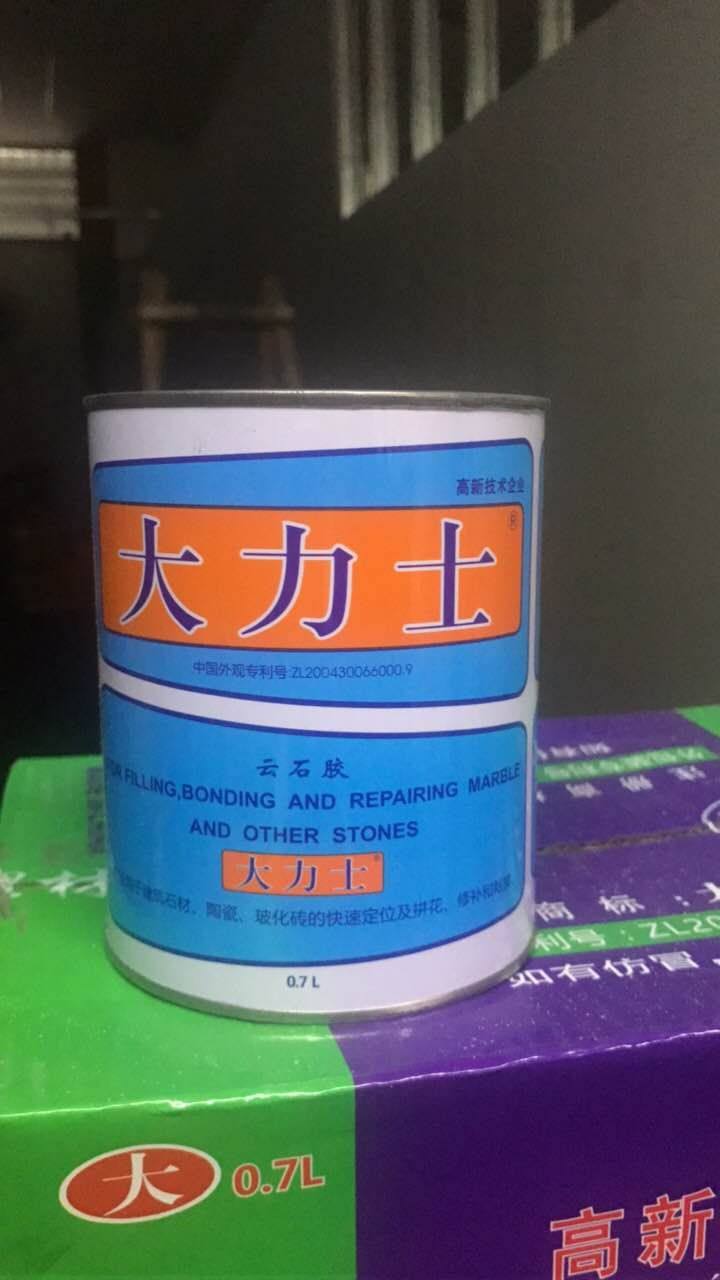 高新技术企业
大力士®
中国外观专利号:ZL200430066000.9
云石胶
FILLING,BONDING AND REPAIRING MARBLE
AND OTHER STONES
大力士®
建筑石材、陶瓷、玻化砖的快速定位及拼花、修补和
0.7 L
材
商标:
利号:ZL20
如有仿冒
大 0.7L
高新